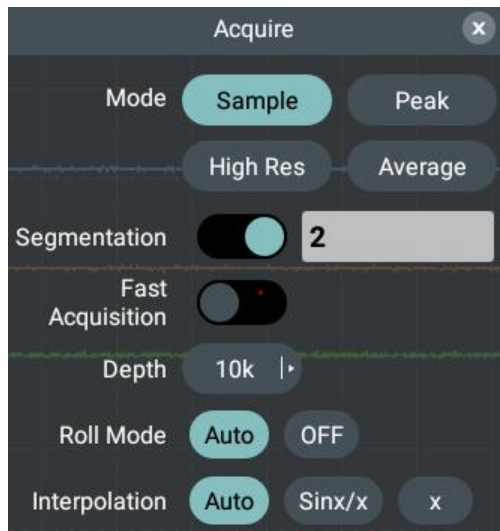 Acquire x
Mode Sample Peak
High Res Average
Segmentation 2
Fast
Acquisition
Depth 10k
Roll Mode Auto OFF
Interpolation Auto Sinx/x x